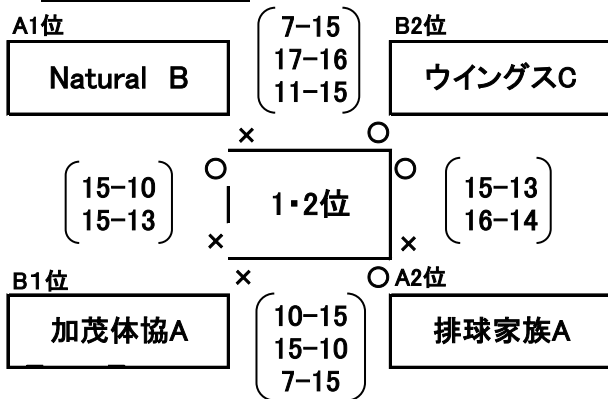 A1位
Natural B
7-15
17-16
11-15
B2位
ウイングスC
× ○
○ ○
15-10
15-13
1・2位
15-13
16-14
× ×
× ○
B1位
加茂体協A
10-15
15-10
7-15
A2位
排球家族A